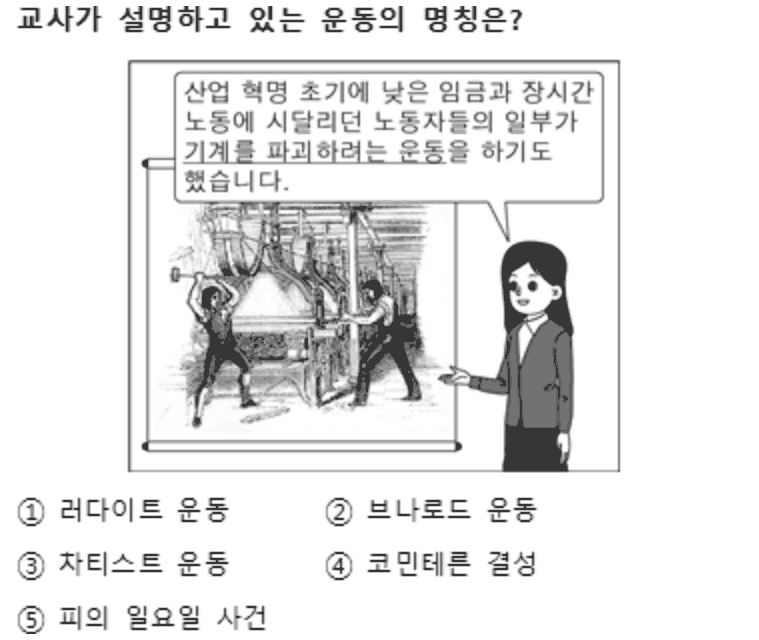 교사가 설명하고 있는 운동의 명칭은?
산업 혁명 초기에 낮은 임금과 장시간
노동에 시달리던 노동자들의 일부가
기계를 파괴하려는 운동을 하기도
했습니다.
① 러다이트 운동 ② 브나로드 운동
③ 차티스트 운동 ④ 코민테른 결성
⑤ 피의 일요일 사건